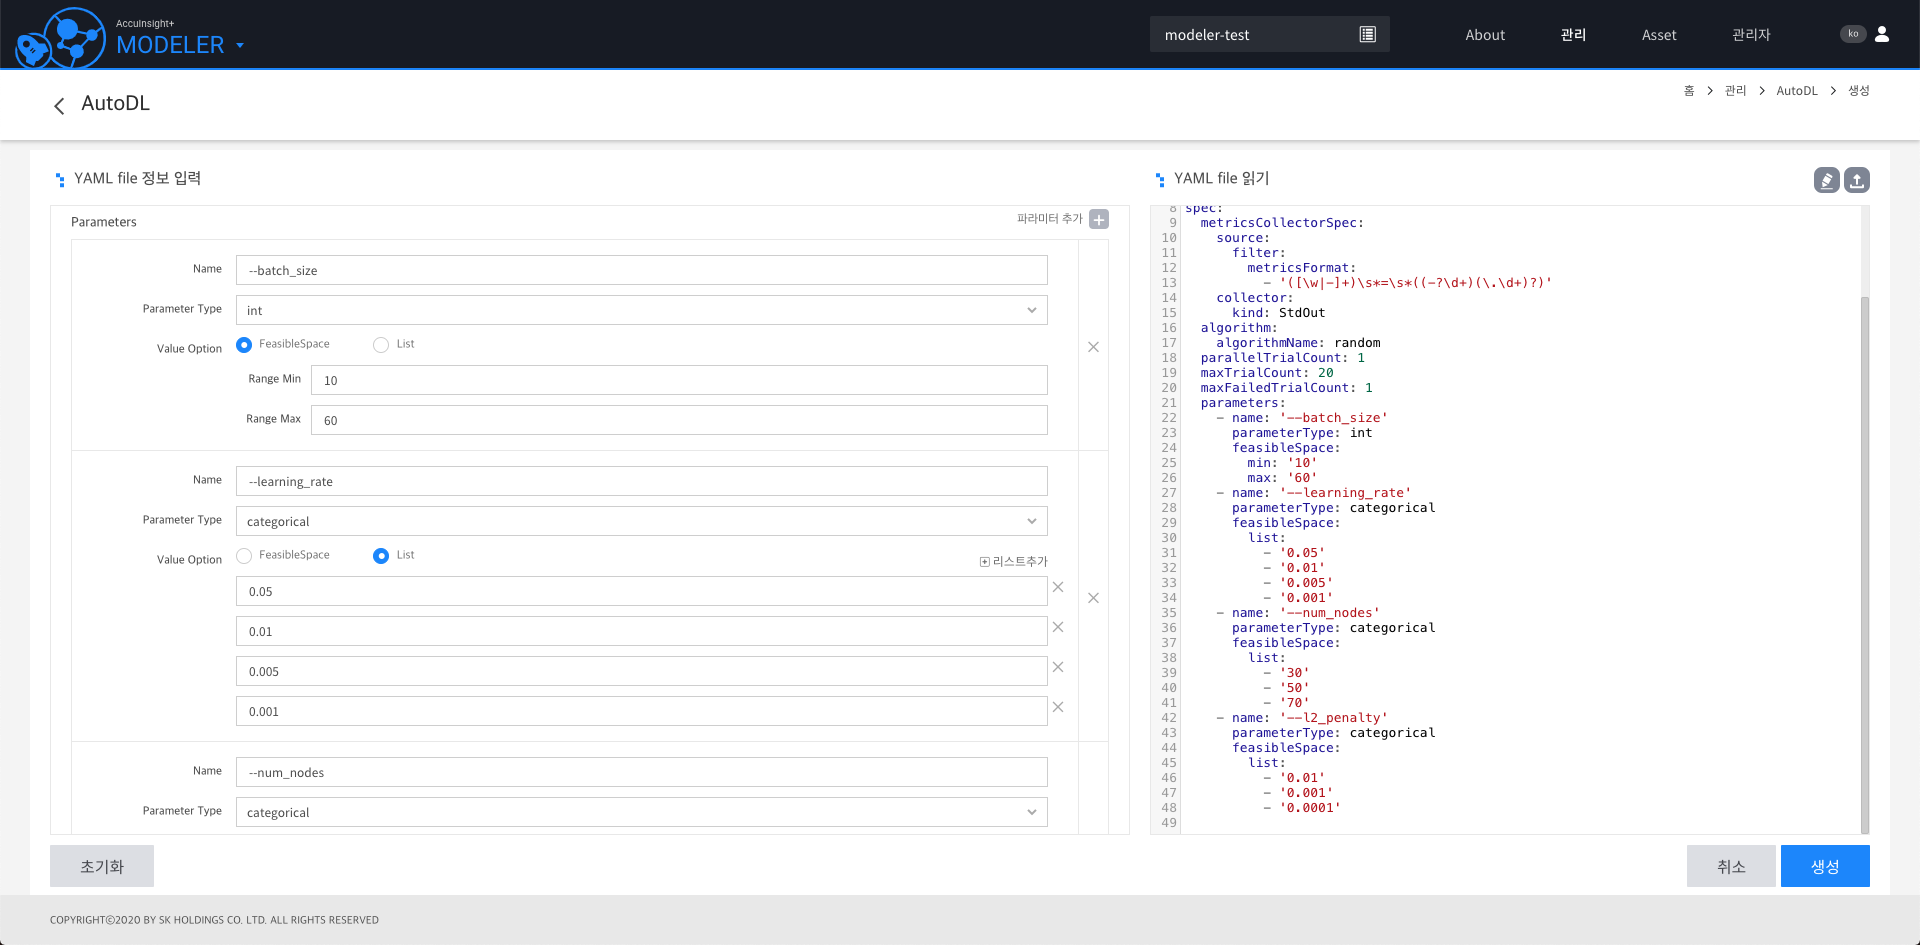 AccuInsight+
MODELER
modeler-test
About
관리
Asset
관리자
ko
AutoDL
홈 > 관리 > AutoDL > 생성
YAML file 정보 입력
Parameters
파라미터 추가
Name
--batch_size
Parameter Type
int
Value Option
FeasibleSpace
List
Range Min
10
Range Max
60
Name
--learning_rate
Parameter Type
categorical
Value Option
FeasibleSpace
List
리스트추가
0.05
0.01
0.005
0.001
Name
--num_nodes
Parameter Type
categorical
YAML file 읽기
8 spec:
9   metricsCollectorSpec:
10     source:
11       filter:
12         metricsFormat:
13           - '([\w|-]+)\s*=\s*((-?\d+)(\.\d+)?)'
14     collector:
15       kind: StdOut
16   algorithm:
17     algorithmName: random
18   parallelTrialCount: 1
19   maxTrialCount: 20
20   maxFailedTrialCount: 1
21   parameters:
22     - name: '--batch_size'
23       parameterType: int
24       feasibleSpace:
25         min: '10'
26         max: '60'
27     - name: '--learning_rate'
28       parameterType: categorical
29       feasibleSpace:
30         list:
31           - '0.05'
32           - '0.01'
33           - '0.005'
34           - '0.001'
35     - name: '--num_nodes'
36       parameterType: categorical
37       feasibleSpace:
38         list:
39           - '30'
40           - '50'
41           - '70'
42     - name: '--l2_penalty'
43       parameterType: categorical
44       feasibleSpace:
45         list:
46           - '0.01'
47           - '0.001'
48           - '0.0001'
49
초기화
취소
생성
COPYRIGHT©2020 BY SK HOLDINGS CO. LTD. ALL RIGHTS RESERVED